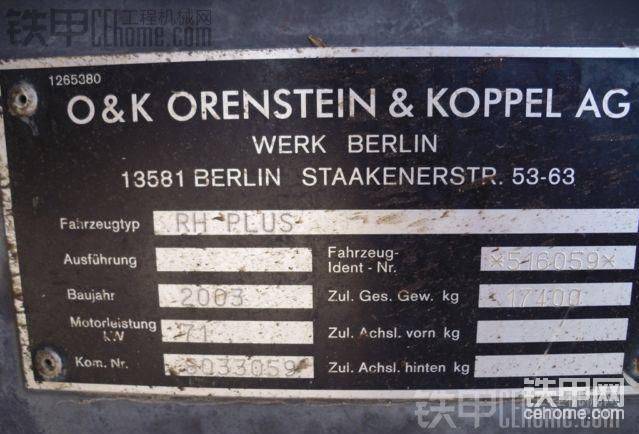 铁甲工程机械网
cehome.com
1265380
O&K ORENSTEIN & KOPPEL AG
WERK BERLIN
13581 BERLIN STAAKENERSTR. 53-63
Fahrzeugtyp RH PLUS
Ausführung
Fahrzeug-Ident-Nr. *516059*
Baujahr 2003
Zul. Ges. Gew. kg 17400
Motorleistung kW 71
Zul. Achsl. vorn kg
Kom. Nr. 3033059
Zul. Achsl. hinten kg
铁甲网
cehome.com